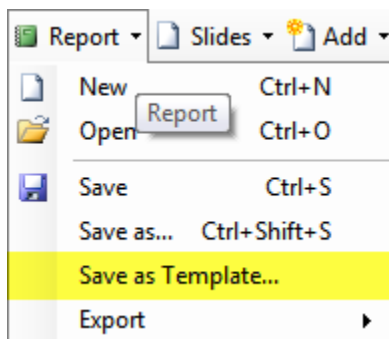 Report Slides Add
New Ctrl+N
Report
Open Ctrl+O
Save Ctrl+S
Save as... Ctrl+Shift+S
Save as Template...
Export